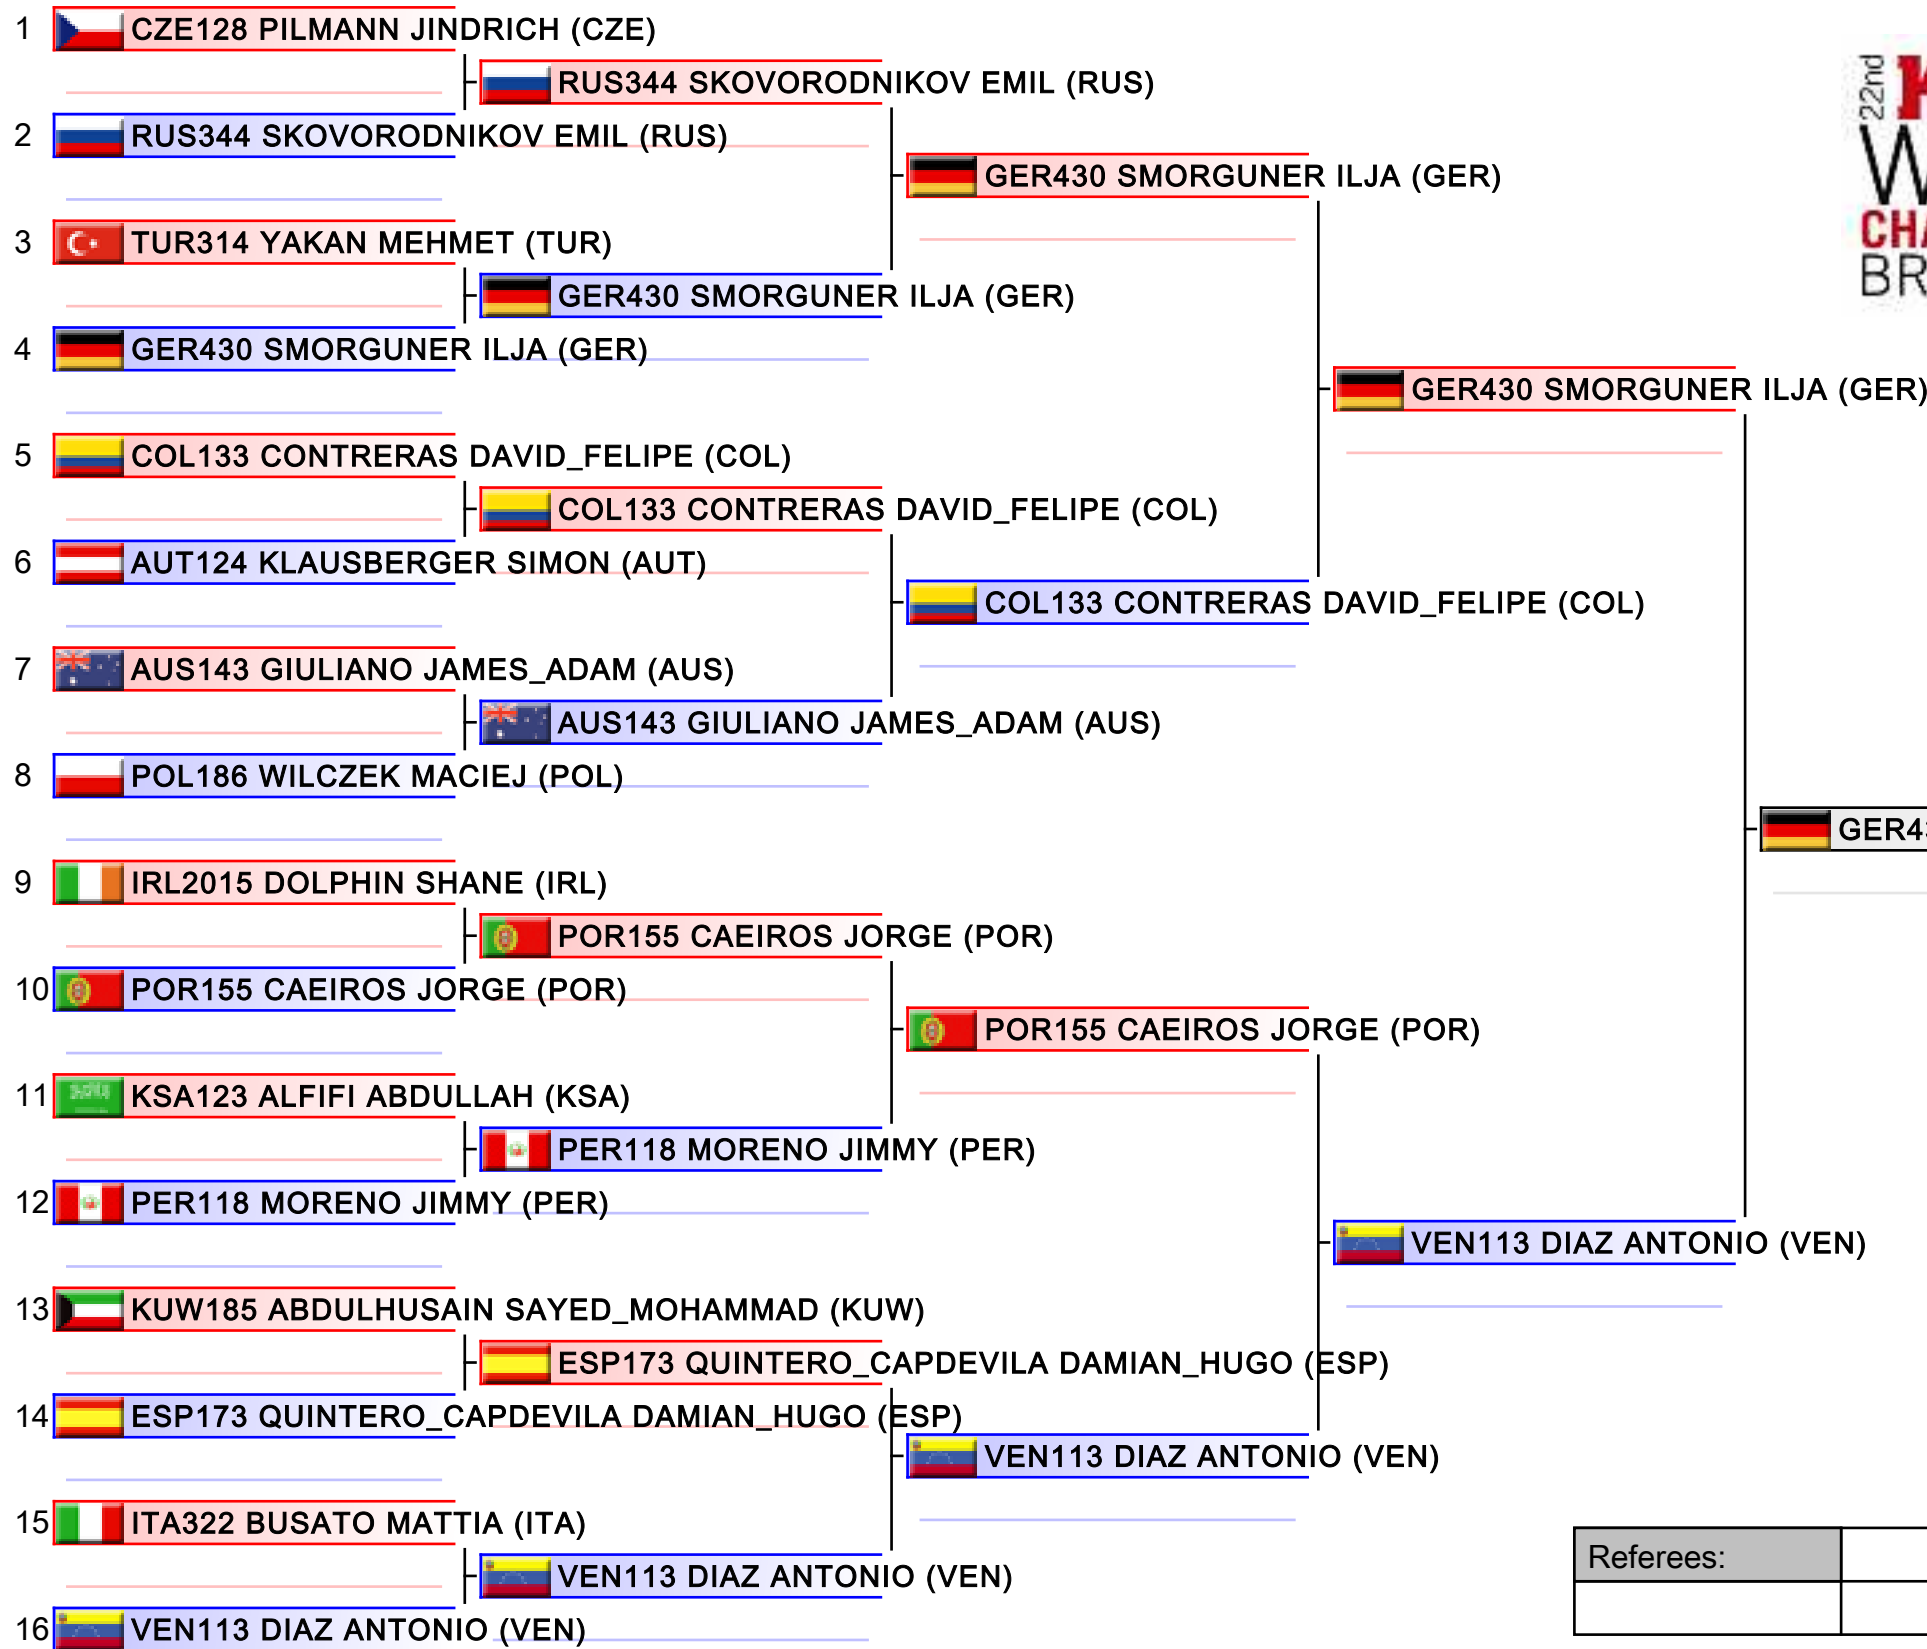 1 CZE128 PILMANN JINDRICH (CZE)
RUS344 SKOVORODNIKOV EMIL (RUS)
2 RUS344 SKOVORODNIKOV EMIL (RUS)
GER430 SMORGUNER ILJA (GER)
3 TUR314 YAKAN MEHMET (TUR)
GER430 SMORGUNER ILJA (GER)
4 GER430 SMORGUNER ILJA (GER)
GER430 SMORGUNER ILJA (GER)
5 COL133 CONTRERAS DAVID_FELIPE (COL)
COL133 CONTRERAS DAVID_FELIPE (COL)
6 AUT124 KLAUSBERGER SIMON (AUT)
COL133 CONTRERAS DAVID_FELIPE (COL)
7 AUS143 GIULIANO JAMES_ADAM (AUS)
AUS143 GIULIANO JAMES_ADAM (AUS)
8 POL186 WILCZEK MACIEJ (POL)
GER4
9 IRL2015 DOLPHIN SHANE (IRL)
POR155 CAEIROS JORGE (POR)
10 POR155 CAEIROS JORGE (POR)
POR155 CAEIROS JORGE (POR)
11 KSA123 ALFIFI ABDULLAH (KSA)
PER118 MORENO JIMMY (PER)
12 PER118 MORENO JIMMY (PER)
VEN113 DIAZ ANTONIO (VEN)
13 KUW185 ABDULHUSAIN SAYED_MOHAMMAD (KUW)
ESP173 QUINTERO_CAPDEVILA DAMIAN_HUGO (ESP)
14 ESP173 QUINTERO_CAPDEVILA DAMIAN_HUGO (ESP)
VEN113 DIAZ ANTONIO (VEN)
15 ITA322 BUSATO MATTIA (ITA)
VEN113 DIAZ ANTONIO (VEN)
16 VEN113 DIAZ ANTONIO (VEN)
22nd
CHA
BR
Referees: